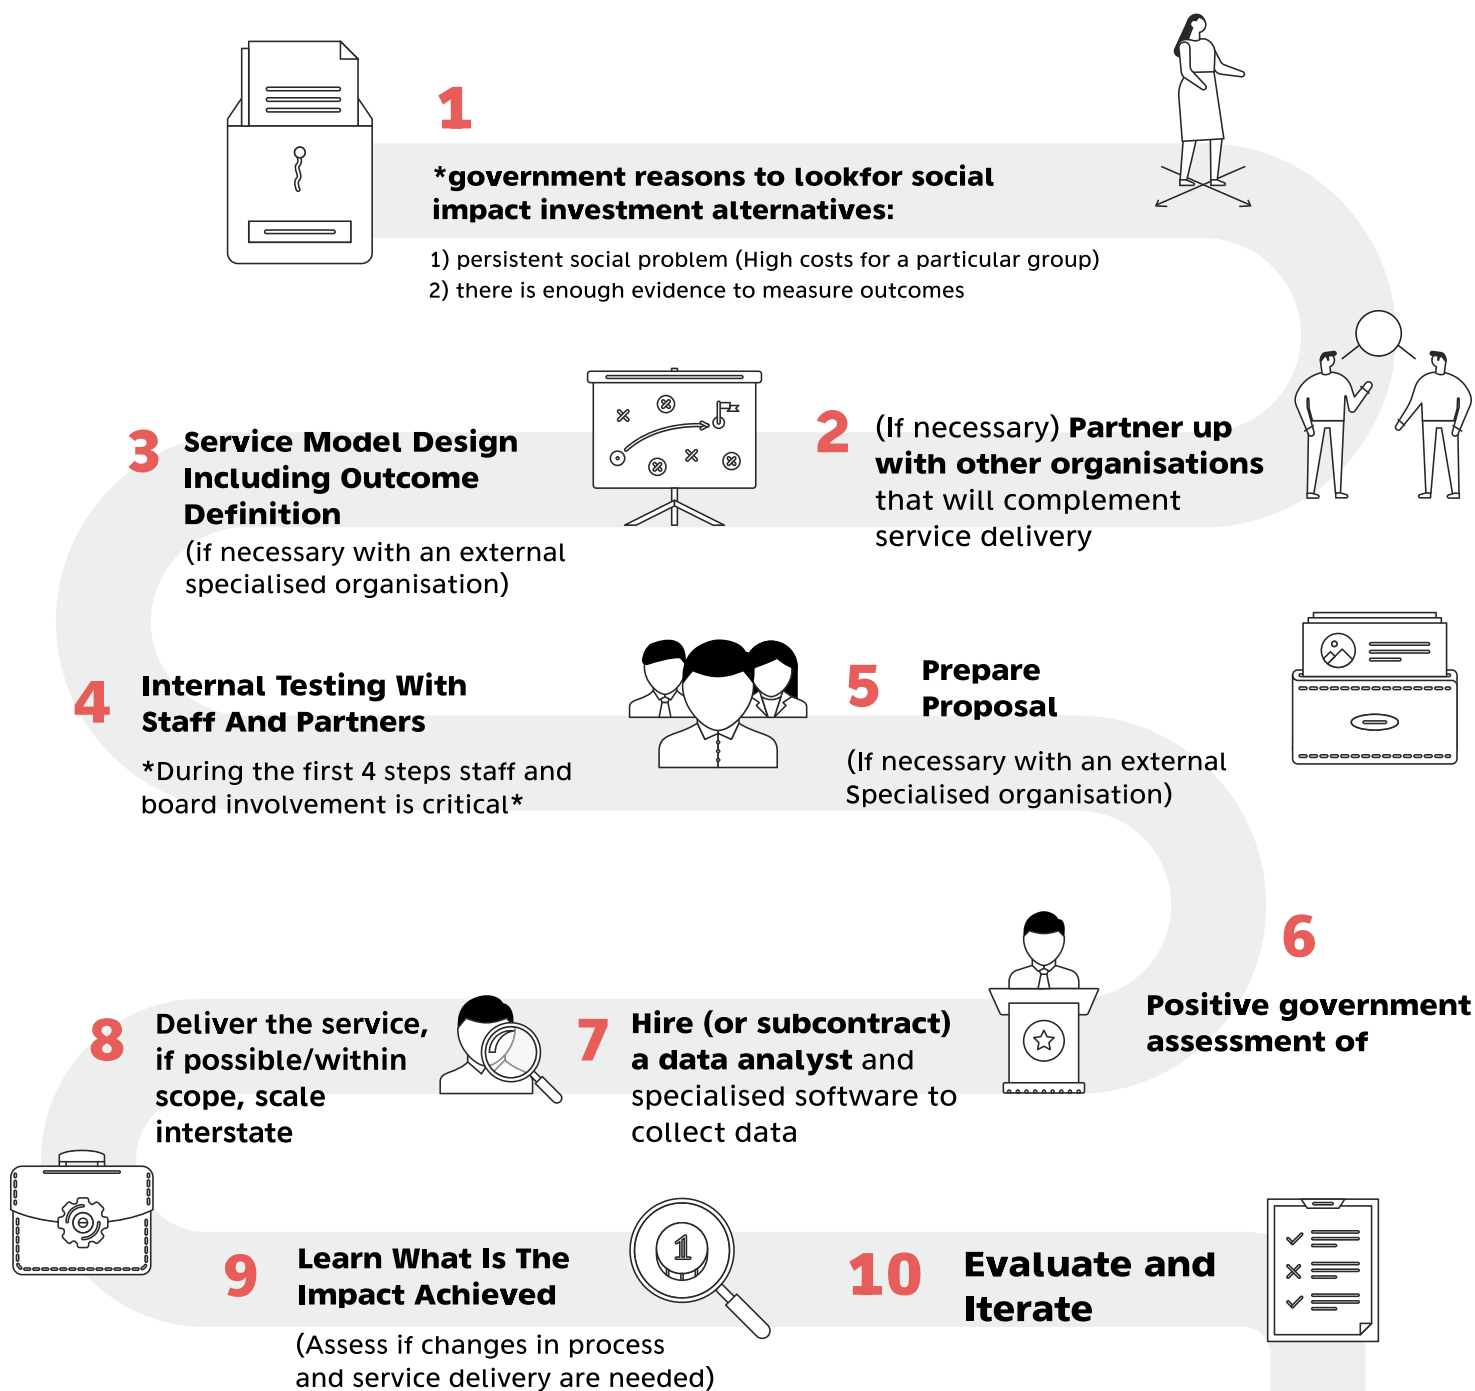 1
*government reasons to lookfor social
impact investment alternatives:
1) persistent social problem (High costs for a particular group)
2) there is enough evidence to measure outcomes
2
(If necessary) Partner up
with other organisations
that will complement
service delivery
3
Service Model Design
Including Outcome
Definition
(if necessary with an external
specialised organisation)
4
Internal Testing With
Staff And Partners
*During the first 4 steps staff and
board involvement is critical*
5
Prepare
Proposal
(If necessary with an external
Specialised organisation)
6
Positive government
assessment of
7
Hire (or subcontract)
a data analyst and
specialised software to
collect data
8
Deliver the service,
if possible/within
scope, scale
interstate
9
Learn What Is The
Impact Achieved
(Assess if changes in process
and service delivery are needed)
1
10
Evaluate and
Iterate